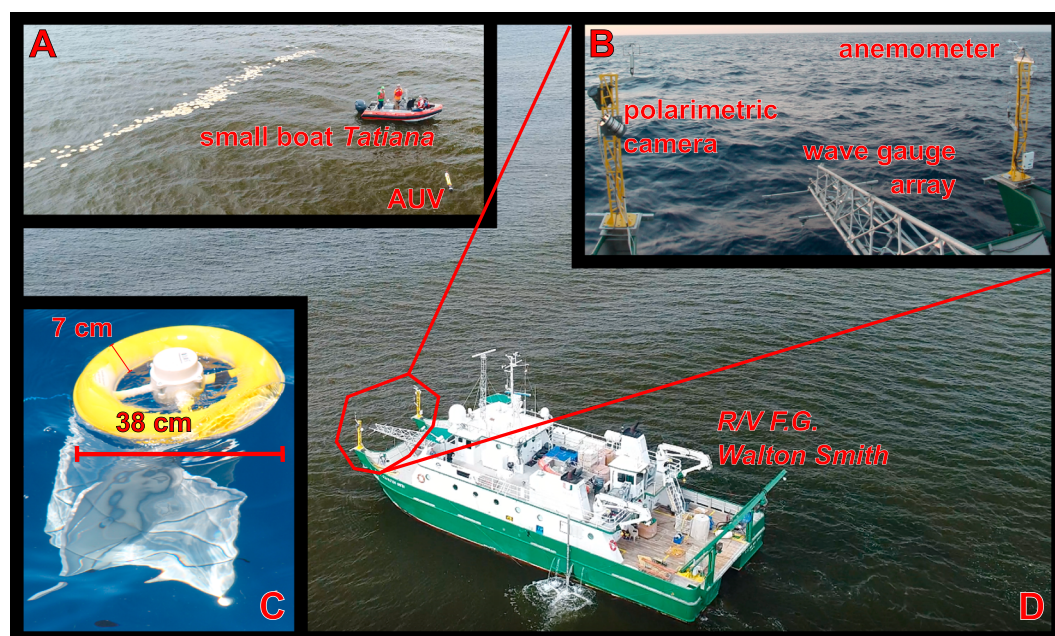 A
small boat Tatiana
AUV
B
anemometer
polarimetric
camera
wave gauge
array
7 cm
38 cm
C
R/V F.G.
Walton Smith
D